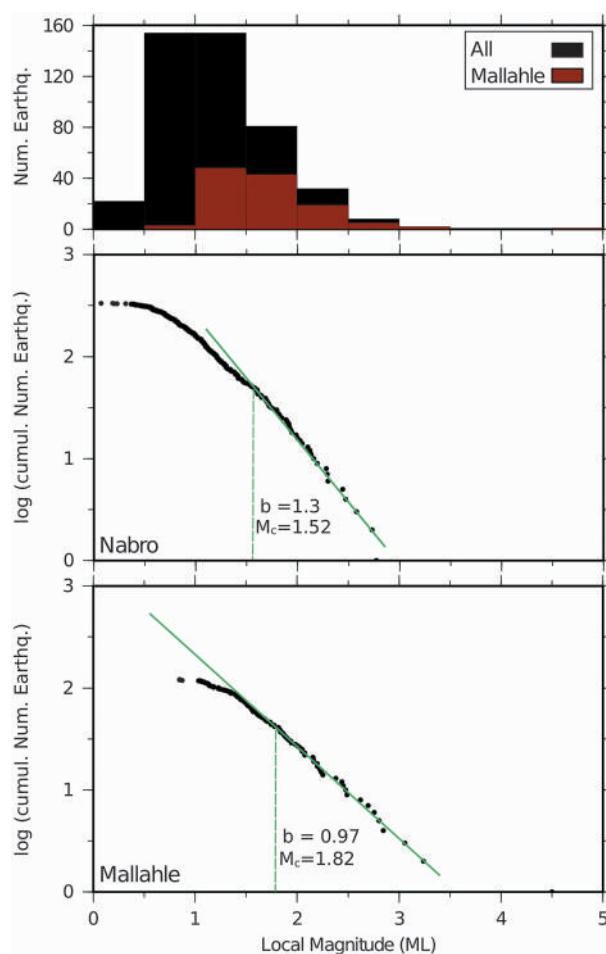 160
120
80
40
0
Num. Earthq.
All
Mallahle
3
2
1
0
log (cumul. Num. Earthq.)
b =1.3
Mc=1.52
Nabro
3
2
1
0
log (cumul. Num. Earthq.)
b = 0.97
Mc=1.82
Mallahle
0 1 2 3 4 5
Local Magnitude (ML)